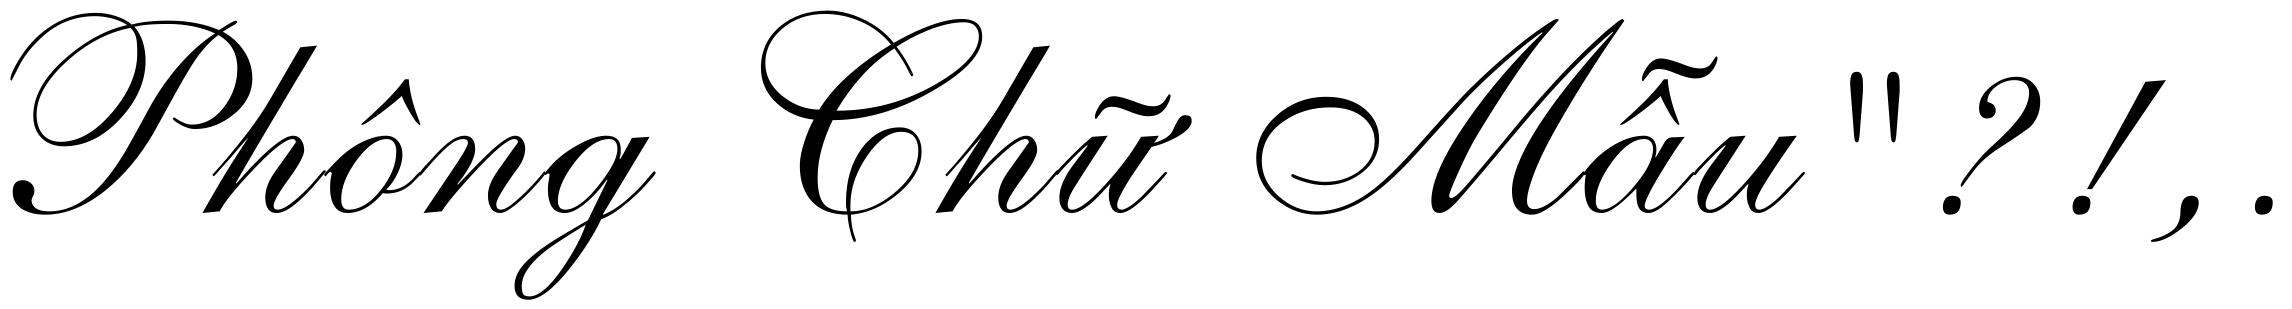 Phông Chữ Mẫu " ? ! , .